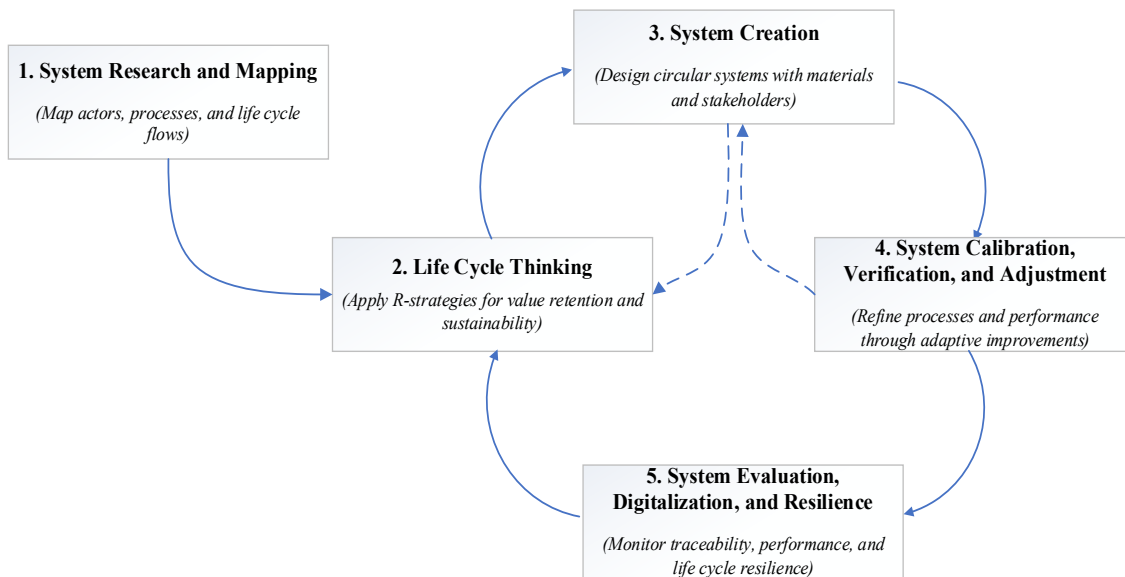 1. System Research and Mapping
(Map actors, processes, and life cycle
flows)
2. Life Cycle Thinking
(Apply R-strategies for value retention and
sustainability)
3. System Creation
(Design circular systems with materials
and stakeholders)
4. System Calibration,
Verification, and Adjustment
(Refine processes and performance
through adaptive improvements)
5. System Evaluation,
Digitalization, and Resilience
(Monitor traceability, performance, and
life cycle resilience)